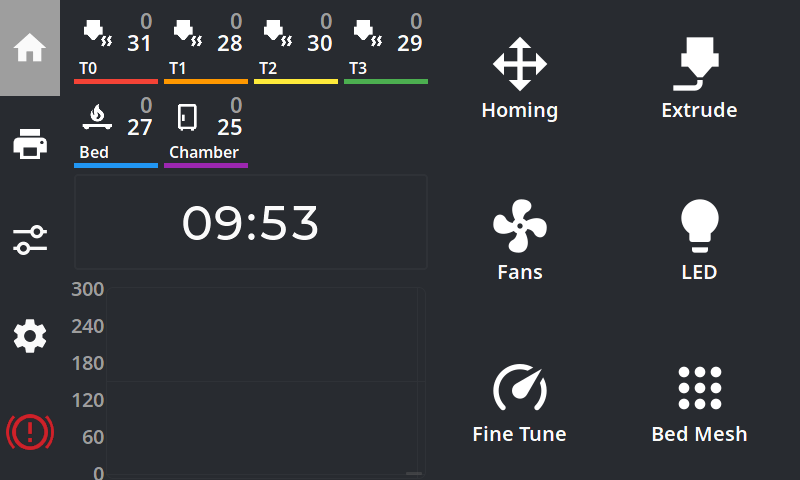 0 0 0 0
31 28 30 29
T0 T1 T2 T3
0 0
27 25
Bed Chamber
09:53
300
240
180
120
60
0
Homing Extrude
Fans LED
Fine Tune Bed Mesh